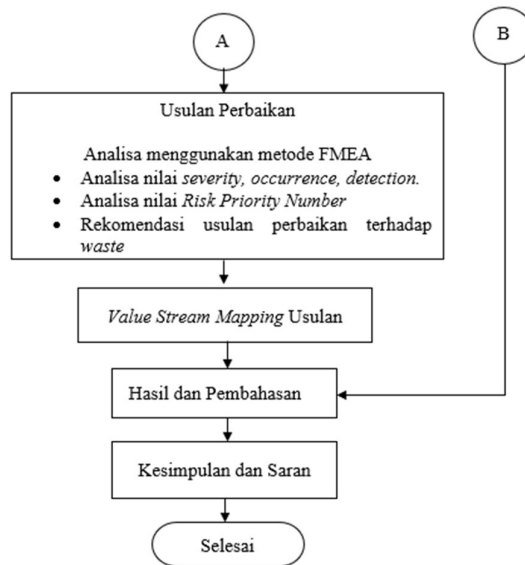 A
B
Usulan Perbaikan
Analisa menggunakan metode FMEA
• Analisa nilai severity, occurrence, detection.
• Analisa nilai Risk Priority Number
• Rekomendasi usulan perbaikan terhadap
waste
Value Stream Mapping Usulan
Hasil dan Pembahasan
Kesimpulan dan Saran
Selesai